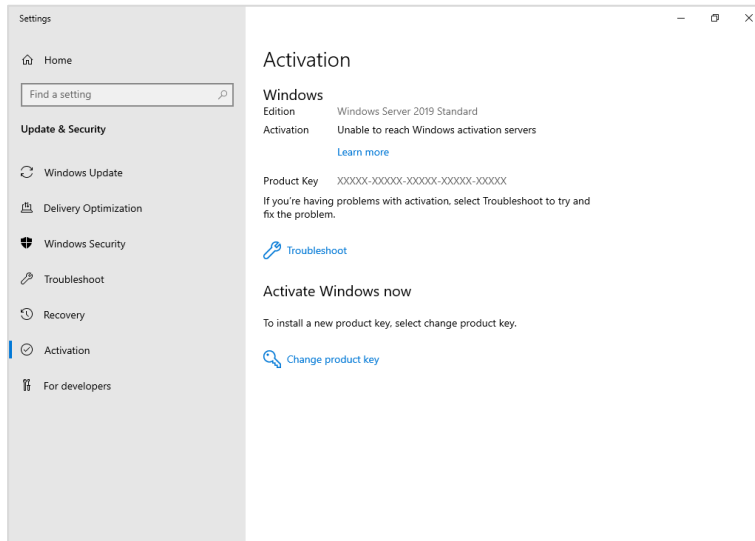 Settings
Home
Find a setting
Update & Security
Windows Update
Delivery Optimization
Windows Security
Troubleshoot
Recovery
Activation
For developers
Activation
Windows
Edition Windows Server 2019 Standard
Activation Unable to reach Windows activation servers
Learn more
Product Key XXXXX-XXXXX-XXXXX-XXXXX-XXXXX
If you're having problems with activation, select Troubleshoot to try and
fix the problem.
Troubleshoot
Activate Windows now
To install a new product key, select change product key.
Change product key